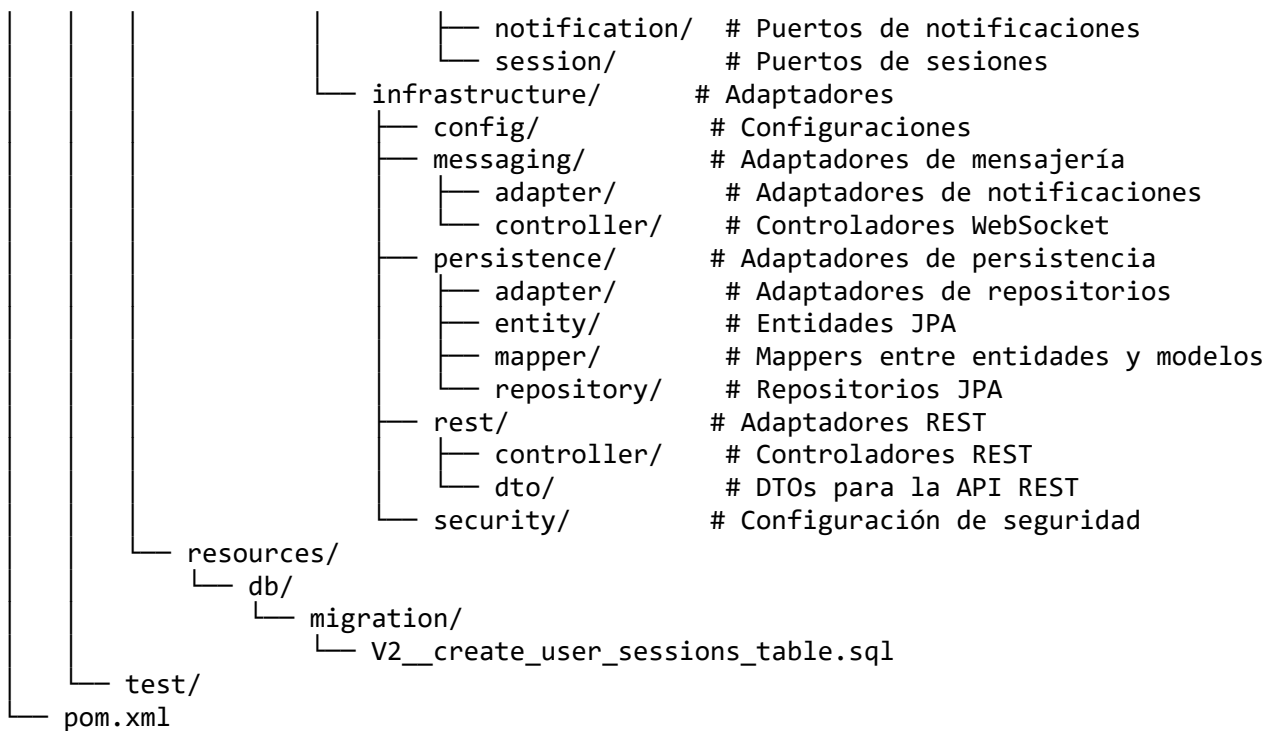 │   │   │           │       ├── notification/  # Puertos de notificaciones
│   │   │           │       └── session/       # Puertos de sesiones
│   │   │           └── infrastructure/      # Adaptadores
│   │   │               ├── config/           # Configuraciones
│   │   │               ├── messaging/        # Adaptadores de mensajería
│   │   │               │   ├── adapter/       # Adaptadores de notificaciones
│   │   │               │   └── controller/    # Controladores WebSocket
│   │   │               ├── persistence/      # Adaptadores de persistencia
│   │   │               │   ├── adapter/       # Adaptadores de repositorios
│   │   │               │   ├── entity/        # Entidades JPA
│   │   │               │   ├── mapper/        # Mappers entre entidades y modelos
│   │   │               │   └── repository/    # Repositorios JPA
│   │   │               ├── rest/             # Adaptadores REST
│   │   │               │   ├── controller/    # Controladores REST
│   │   │               │   └── dto/           # DTOs para la API REST
│   │   │               └── security/         # Configuración de seguridad
│   │   └── resources/
│   │       └── db/
│   │           └── migration/
│   │               └── V2__create_user_sessions_table.sql
│   └── test/
└── pom.xml